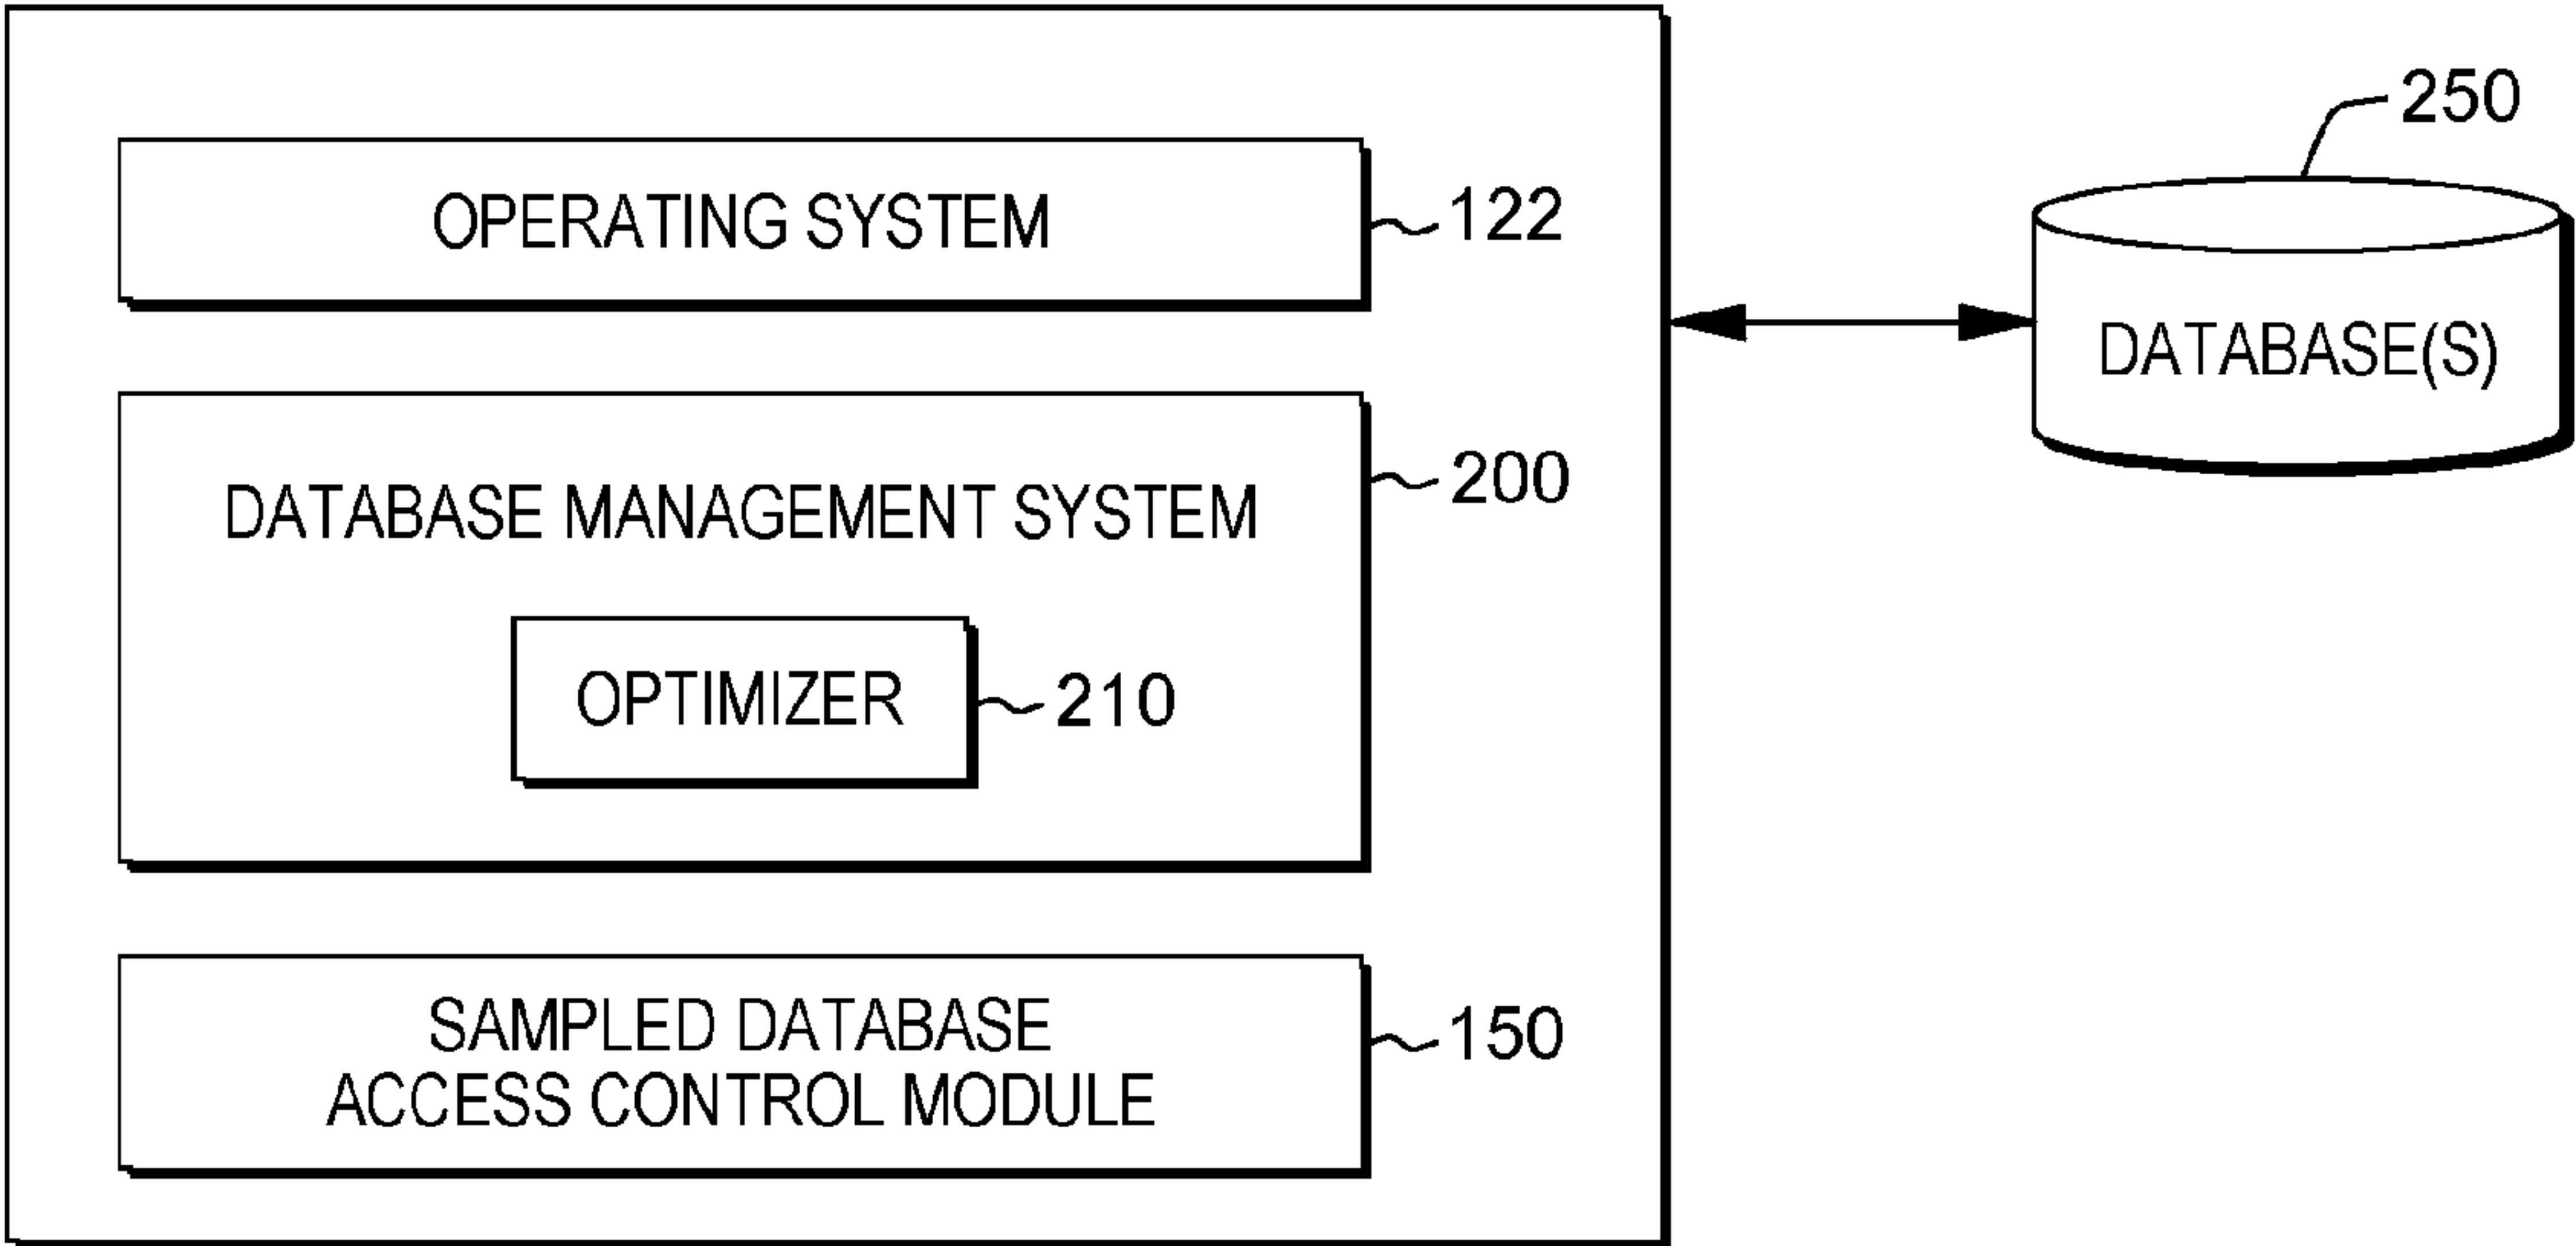 250
OPERATING SYSTEM
122
DATABASE(S)
DATABASE MANAGEMENT SYSTEM
200
OPTIMIZER
210
SAMPLED DATABASE
ACCESS CONTROL MODULE
150